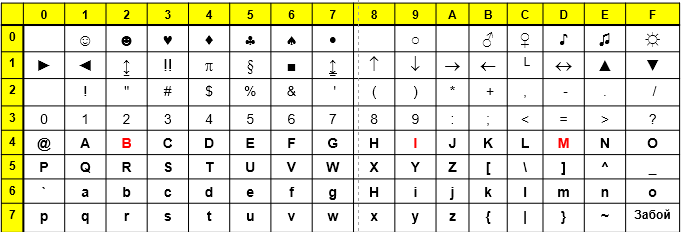 0 1 2 3 4 5 6 7 8 9 A B C D E F
0 ☺ ☻ ♥ ♦ ♣ ♠ • ○ ♂ ♀ ♪ ♫ ☼
1 ► ◄ ↕ !! π § ■ ↨ ↑ ↓ → ← └ ↔ ▲ ▼
2 ! " # $ % & ' ( ) * + , - . /
3 0 1 2 3 4 5 6 7 8 9 : ; < = > ?
4 @ A B C D E F G H I J K L M N O
5 P Q R S T U V W X Y Z [ \ ] ^ _
6 ` a b c d e f g H i j k l m n o
7 p q r s t u v w x y z { | } ~ Забой